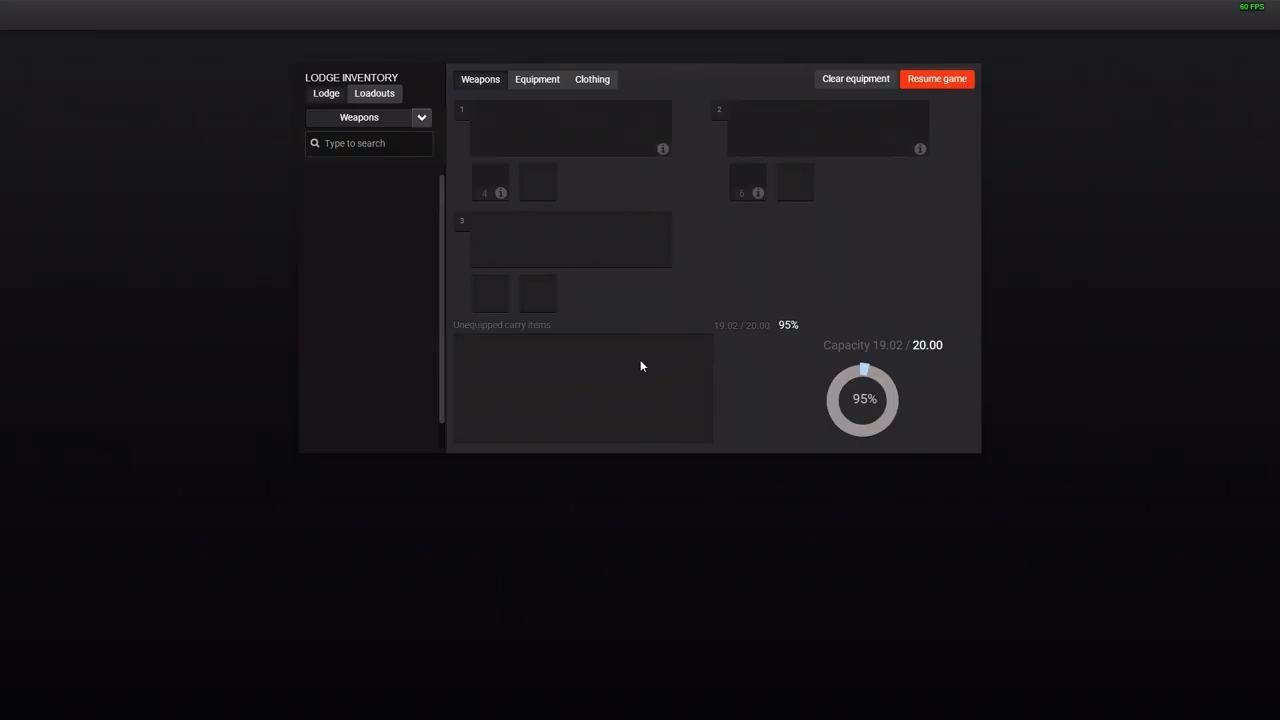 60 FPS
LODGE INVENTORY
Lodge Loadouts
Weapons
Type to search
Weapons Equipment Clothing
Clear equipment Resume game
1
2
4
6
3
Unequipped carry items
19.02 / 20.00 95%
Capacity 19.02 / 20.00
95%